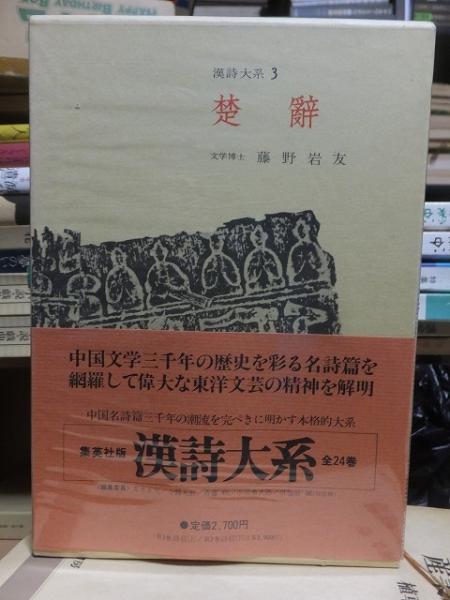 HAPPY BIRTHDAY
漢詩大系 3
楚辭
文学博士 藤野岩友
中国文学三千年の歴史を彩る名詩篇を
網羅して偉大な東洋文芸の精神を解明
中国名詩篇三千年の潮流を完ぺきに明かす本格的大系
集英社版 漢詩大系 全24巻
●定価2,700円